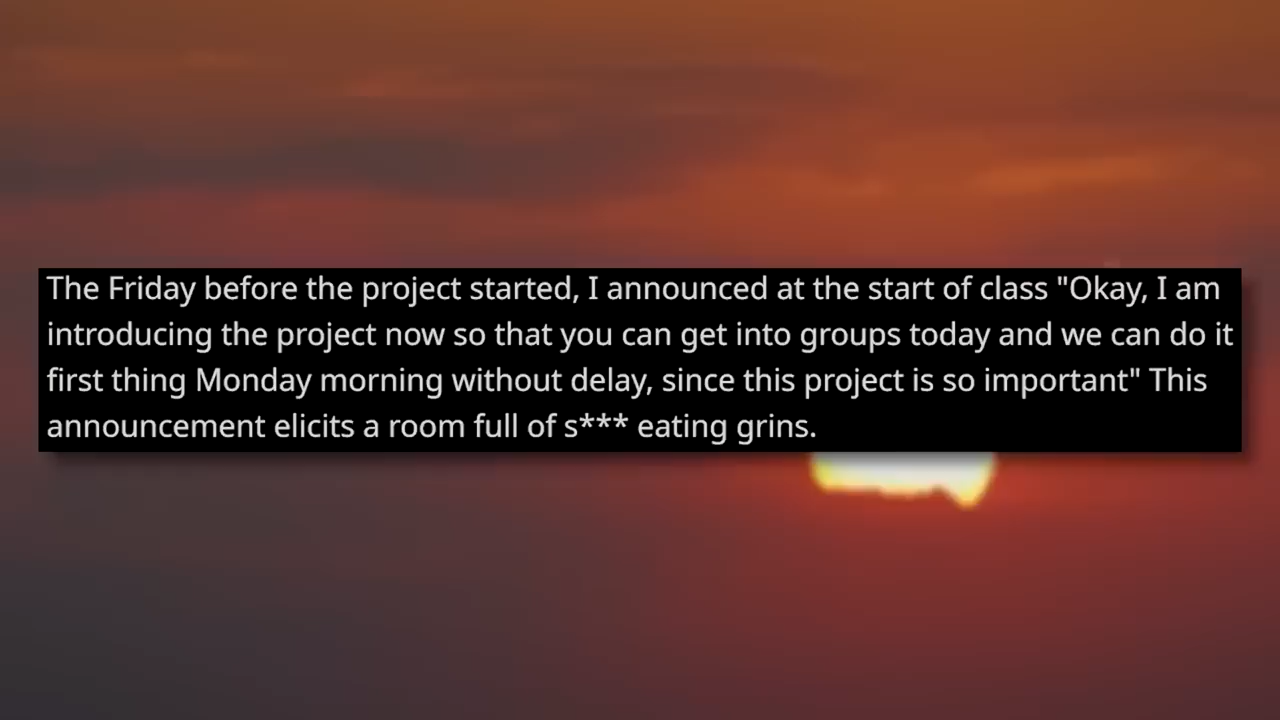 The Friday before the project started, I announced at the start of class "Okay, I am
introducing the project now so that you can get into groups today and we can do it
first thing Monday morning without delay, since this project is so important" This
announcement elicits a room full of s*** eating grins.